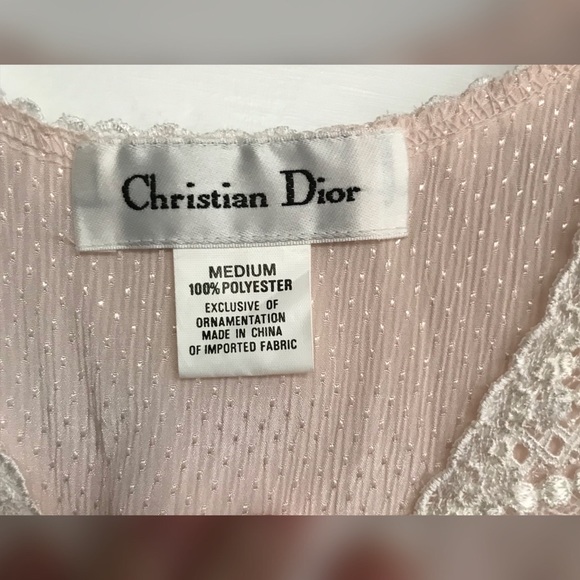 Christian Dior
MEDIUM
100% POLYESTER
EXCLUSIVE OF
ORNAMENTATION
MADE IN CHINA
OF IMPORTED FABRIC